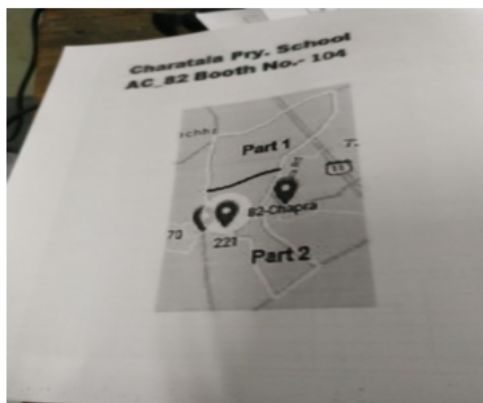 Charatala Pry. School
AC_82 Booth No.- 104
Part 1
82-Chapra
70
221
Part 2